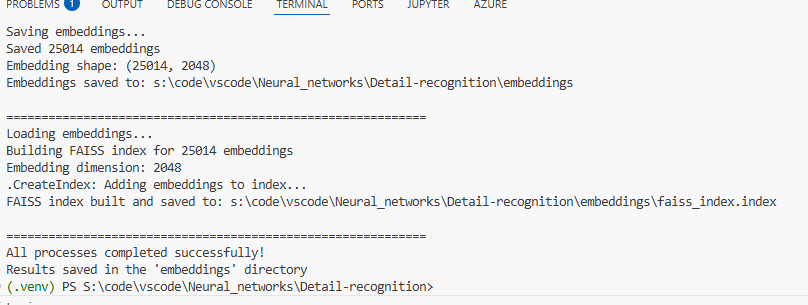 PROBLEMS 1 OUTPUT DEBUG CONSOLE TERMINAL PORTS JUPYTER AZURE
Saving embeddings...
Saved 25014 embeddings
Embedding shape: (25014, 2048)
Embeddings saved to: s:\code\vscode\Neural_networks\Detail-recognition\embeddings
============================================================
Loading embeddings...
Building FAISS index for 25014 embeddings
Embedding dimension: 2048
.CreateIndex: Adding embeddings to index...
FAISS index built and saved to: s:\code\vscode\Neural_networks\Detail-recognition\embeddings\faiss_index.index
============================================================
All processes completed successfully!
Results saved in the 'embeddings' directory
(.venv) PS S:\code\vscode\Neural_networks\Detail-recognition>